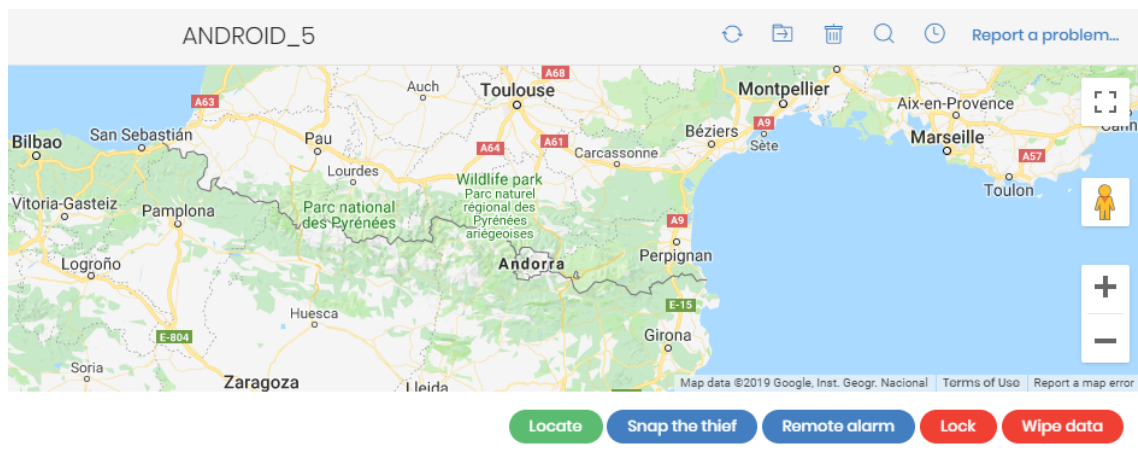 ANDROID_5
Report a problem...
A68
Auch
Toulouse
Montpellier
A63
Aix-en-Provence
San Sebastián
Bilbao
Pau
A64
A61
Béziers
A9
Marseille
Carcassonne
Sète
A57
Lourdes
Wildlife park
Parc naturel
régional des
Pyrénées
ariégeoises
Toulon
Vitoria-Gasteiz
Pamplona
Parc national
des Pyrénées
A9
Logroño
Andorra
Perpignan
Huesca
E-15
E-804
Girona
Soria
Zaragoza
Lleida
Map data ©2019 Google, Inst. Geogr. Nacional
Terms of Use
Report a map error
Locate
Snap the thief
Remote alarm
Lock
Wipe data